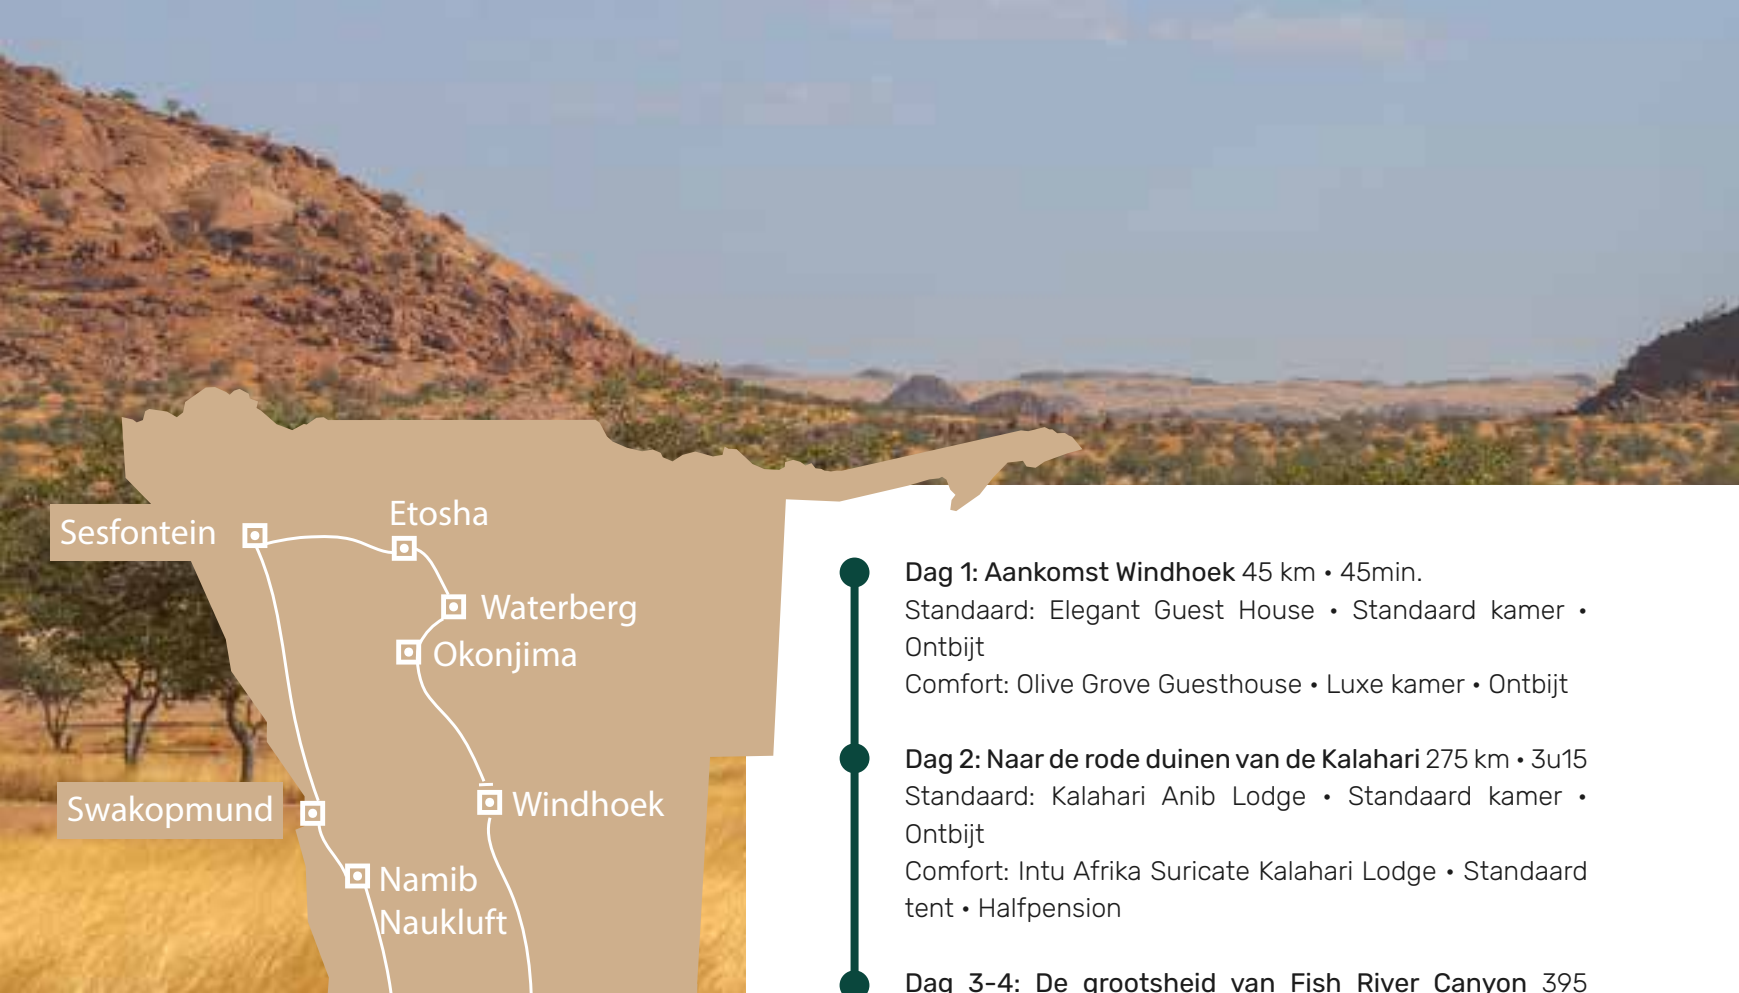 Etosha
Sesfontein
Waterberg
Okonjima
Windhoek
Swakopmund
Namib
Naukluft
Dag 1: Aankomst Windhoek 45 km • 45min.
Standaard: Elegant Guest House • Standaard kamer •
Ontbijt
Comfort: Olive Grove Guesthouse • Luxe kamer • Ontbijt
Dag 2: Naar de rode duinen van de Kalahari 275 km • 3u15
Standaard: Kalahari Anib Lodge • Standaard kamer •
Ontbijt
Comfort: Intu Afrika Suricate Kalahari Lodge • Standaard
tent • Halfpension
Dag 3-4: De grootsheid van Fish River Canyon 395